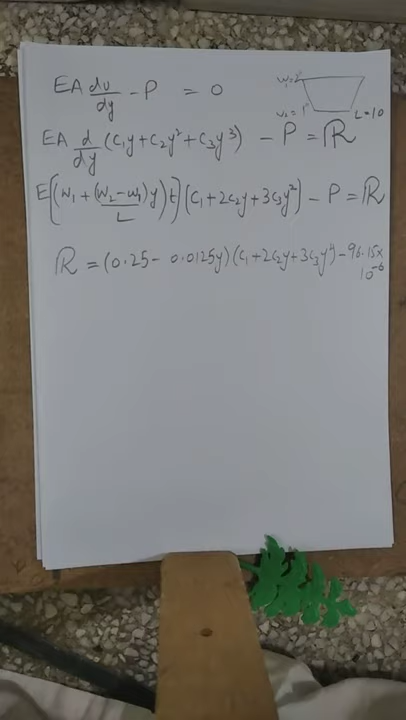 EA du/dy - P = 0
W₁=2"
W₂=1"
L=10
EA d/dy (C₁y + C₂y² + C₃y³) - P = R
E[(W₁ + (W₂-W₁)/L y) t](C₁ + 2C₂y + 3C₃y²) - P = R
R = (0.25 - 0.0125y)(C₁ + 2C₂y + 3C₃y²) - 96.15×
10⁻⁶